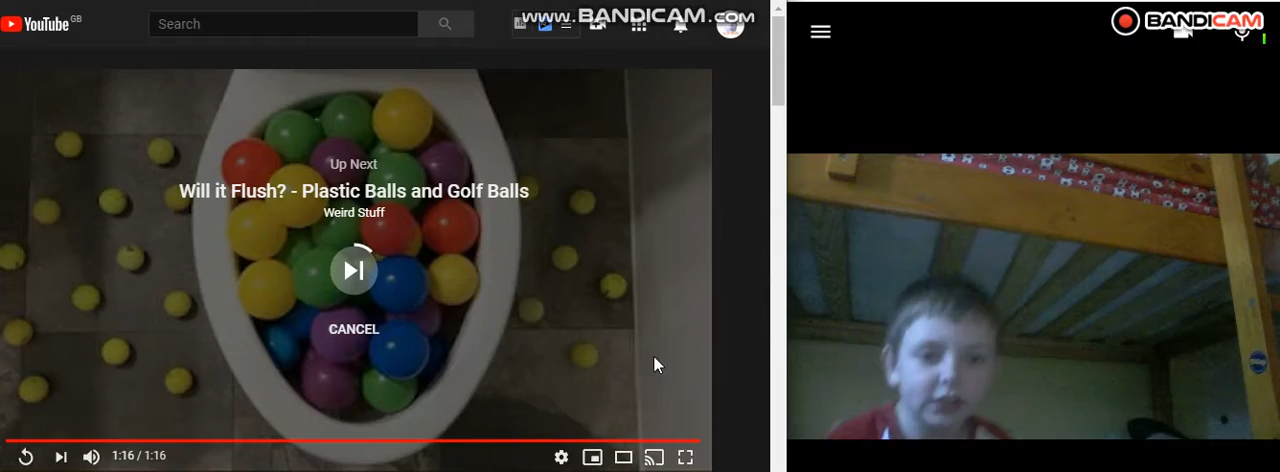 YouTube GB
Search
www.BANDICAM.com
BANDICAM
Up Next
Will it Flush? - Plastic Balls and Golf Balls
Weird Stuff
CANCEL
1:16 / 1:16